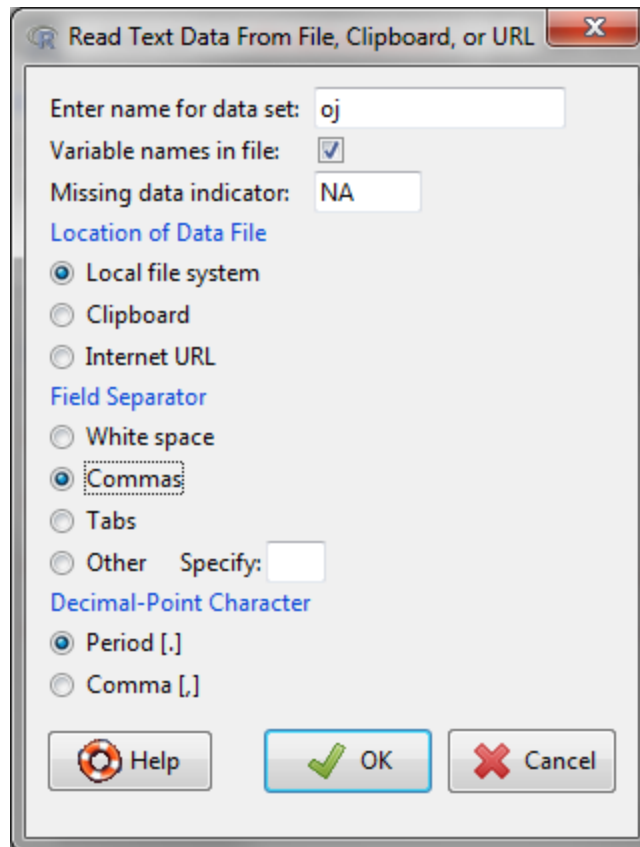 Read Text Data From File, Clipboard, or URL
Enter name for data set: oj
Variable names in file:
Missing data indicator: NA
Location of Data File
Local file system
Clipboard
Internet URL
Field Separator
White space
Commas
Tabs
Other Specify:
Decimal-Point Character
Period [.]
Comma [,]
Help OK Cancel